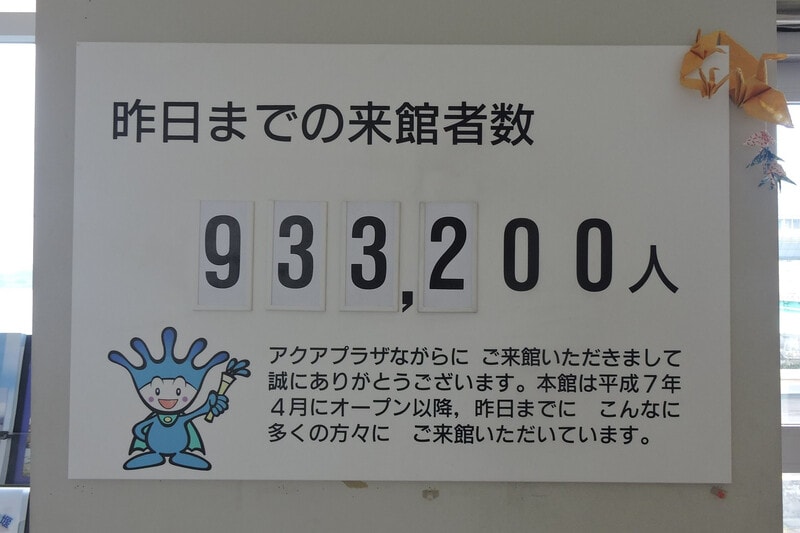 昨日までの来館者数
933,200人
アクアプラザながらに ご来館いただきまして
誠にありがとうございます。本館は平成７年
４月にオープン以降，昨日までに　こんなに
多くの方々に　ご来館いただいています。
堰